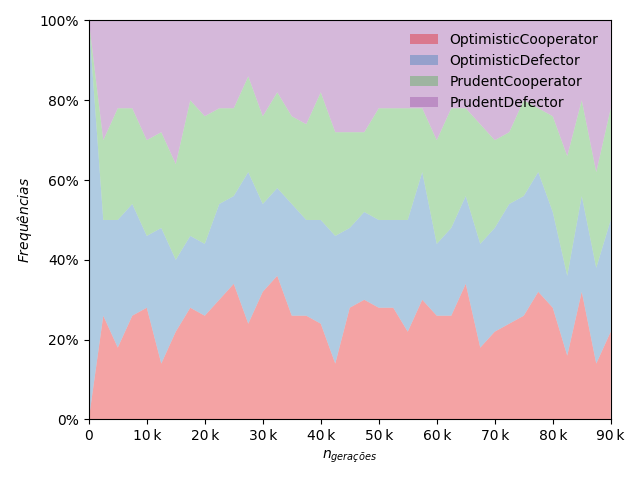 100%
80%
60%
40%
20%
0%
Frequências
OptimisticCooperator
OptimisticDefector
PrudentCooperator
PrudentDefector
0 10 k 20 k 30 k 40 k 50 k 60 k 70 k 80 k 90 k
n_gerações